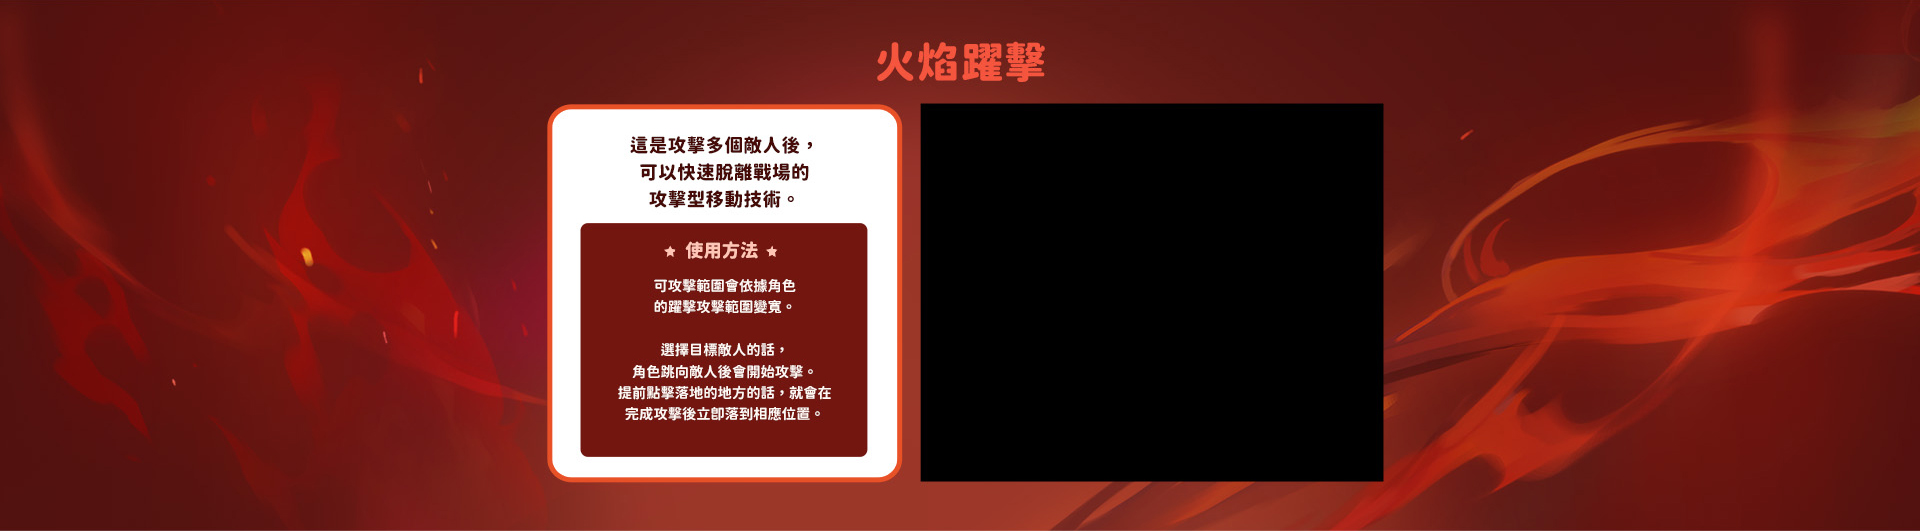 火焰躍擊
這是攻擊多個敵人後，
可以快速脫離戰場的
攻擊型移動技術。
★ 使用方法 ★
可攻擊範圍會依據角色
的躍擊攻擊範圍變寬。
選擇目標敵人的話，
角色跳向敵人後會開始攻擊。
提前點擊落地的地方的話，就會在
完成攻擊後立即落到相應位置。